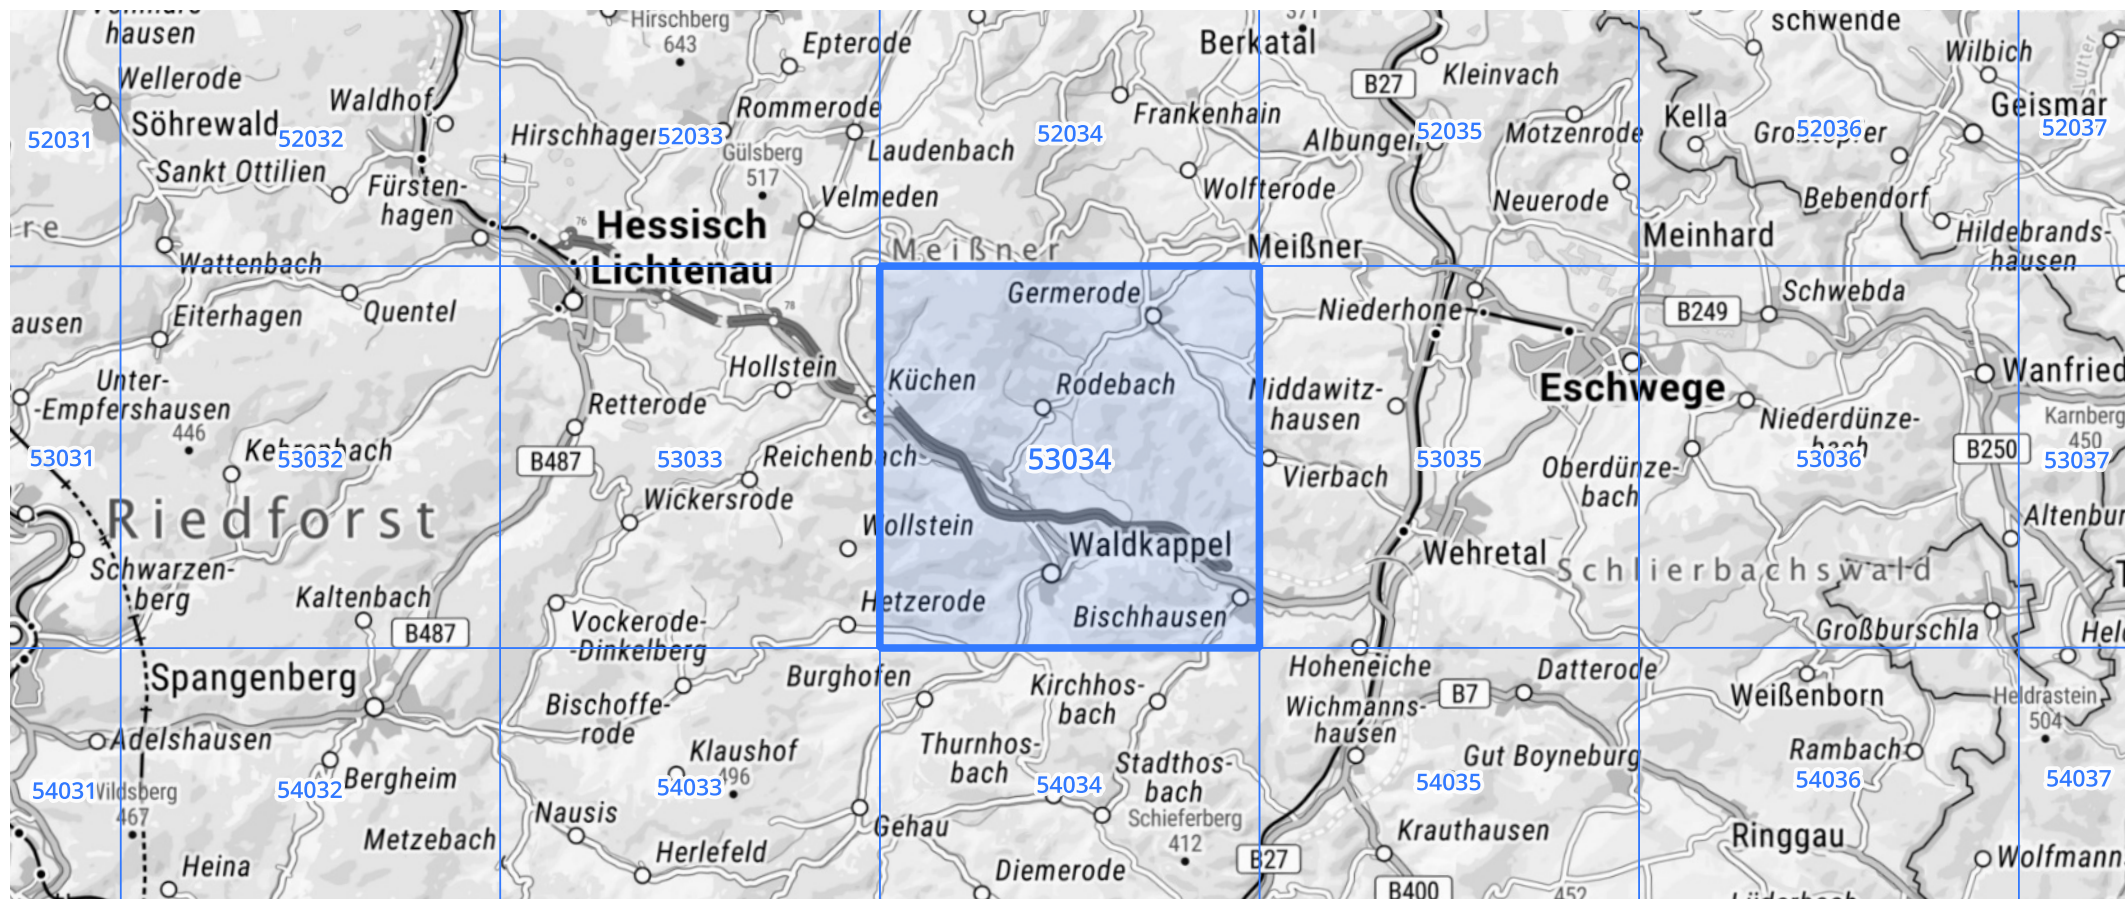 hausen
Wellerode
Söhrewald
52031
52032
Sankt Ottilien
Waldhof
Fürsten-
hagen
Wattenbach
Hirschberg
643
Epterode
Rommerode
52033
Gülsberg
517
Laudenbach
Velmeden
76
Hessisch
Lichtenau
Meißner
52034
Berkatal
Frankenhain
Wolfterode
Meißner
B27
Kleinvach
Albungen
52035
Motzenrode
Neuerode
schwende
Kella
52036
Bebendorf
Meinhard
Wilbich
Geismar
52037
Hildebrands-
hausen
Eiterhagen
Quentel
Unter-
-Empfershausen
446
53031
53032
Riedforst
Schwarzen-
berg
Kaltenbach
B487
78
Hollstein
Retterode
B487
53033
Reichenbach
Wickersrode
Wollstein
Vockerode-
-Dinkelberg
Hetzerode
Germerode
Küchen
Rodebach
53034
Waldkappel
Bischhausen
Niederhone
Niddawitz-
hausen
53035
Vierbach
Wehretal
Eschwege
Oberdünze-
bach
Schlierbachswald
B249
Schwebda
Niederdünze-
bach
53036
Großburschla
Wanfried
Karnberg
450
B250
53037
Spangenberg
Adelshausen
54031
467
54032
Bergheim
Metzebach
Heina
Burghofen
Bischoffe-
rode
Klaushof
496
54033
Nausis
Herlefeld
Gehau
Kirchhos-
bach
Thurnhos-
bach
Stadthos-
bach
54034
Schieferberg
412
Diemerode
Hoheneiche
Wichmanns-
hausen
B7
Datterode
Gut Boyneburg
54035
Krauthausen
B27
B400
452
Weißenborn
Rambach
54036
Ringgau
Heldrastein
504
54037